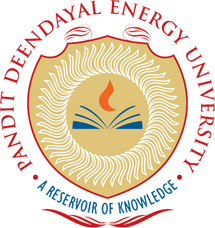 PANDIT DEENDAYAL ENERGY UNIVERSITY
• A RESERVOIR OF KNOWLEDGE •